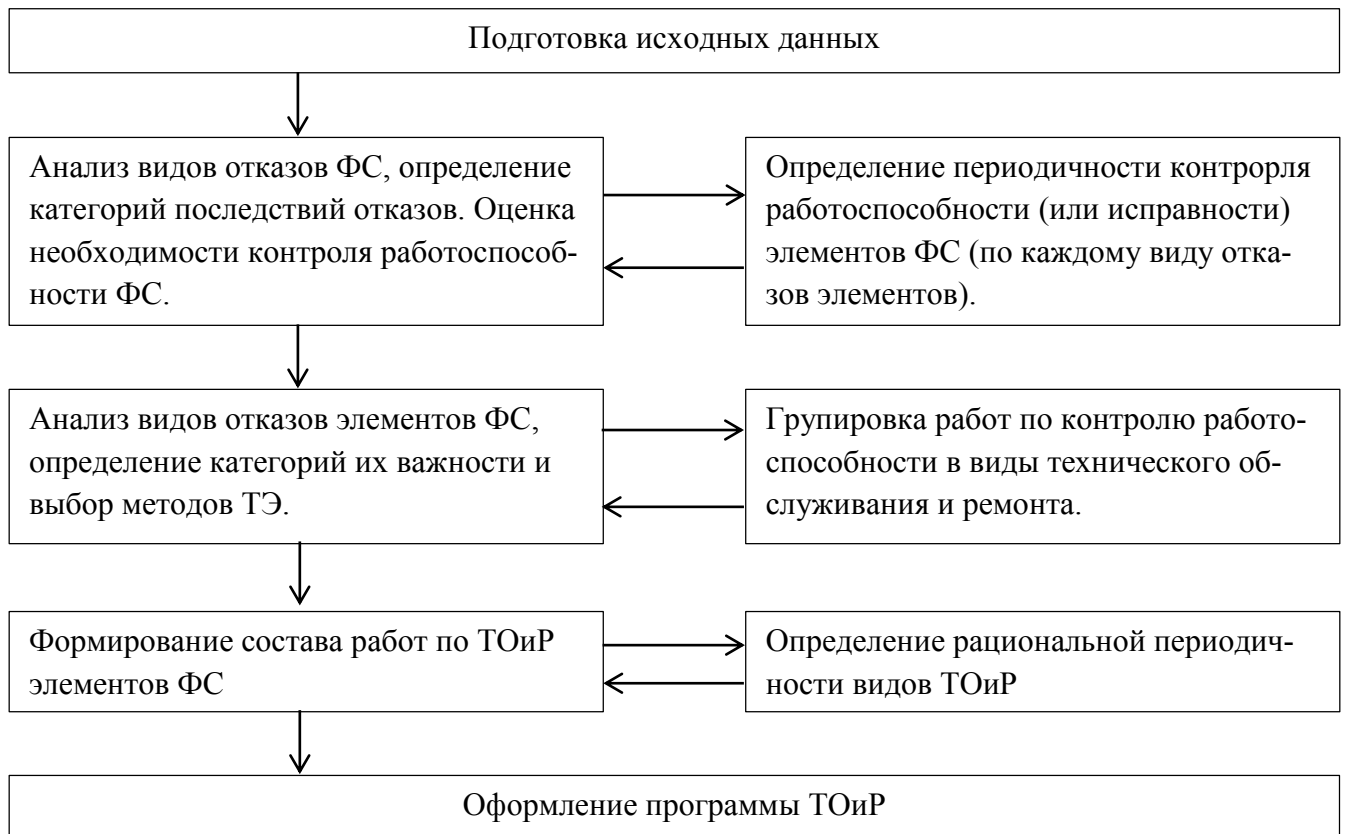 Подготовка исходных данных
Анализ видов отказов ФС, определение
категорий последствий отказов. Оценка
необходимости контроля работоспособ-
ности ФС.
Определение периодичности контрорля
работоспособности (или исправности)
элементов ФС (по каждому виду отка-
зов элементов).
Анализ видов отказов элементов ФС,
определение категорий их важности и
выбор методов ТЭ.
Групировка работ по контролю работо-
способности в виды технического об-
служивания и ремонта.
Формирование состава работ по ТОиР
элементов ФС
Определение рациональной периодич-
ности видов ТОиР
Оформление программы ТОиР